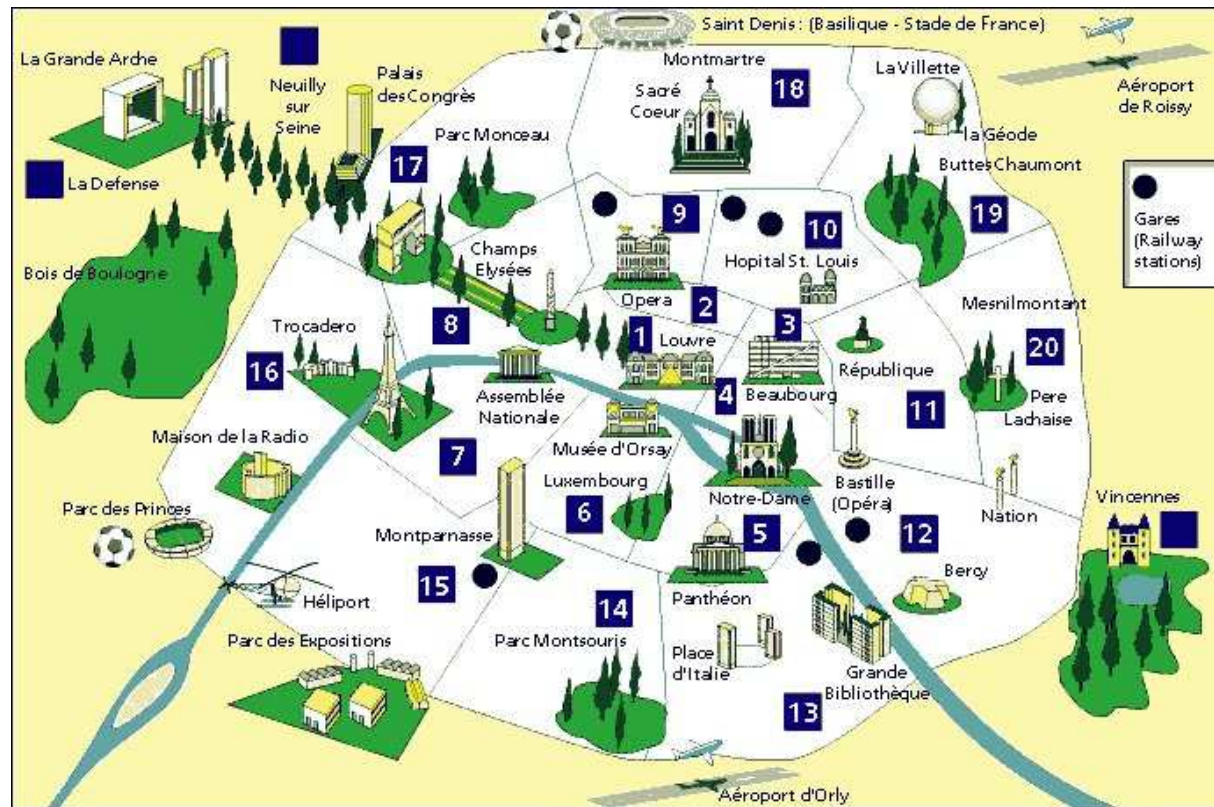 Saint Denis : (Basilique - Stade de France)
La Grande Arche
Neuilly
sur
Seine
Palais
des Congrès
Montmartre
18
Sacré
Coeur
La Villette
la Géode
Aéroport
de Roissy
La Defense
17
Parc Monceau
Buttes Chaumont
19
Gares
(Railway
stations)
9
10
Hopital St. Louis
Bois de Boulogne
Champs
Elysées
Opera
2
Mesnilmontant
20
Trocadero
16
8
1
Louvre
3
Beaubourg
République
Pere
Lachaise
Assemblée
Nationale
4
11
Maison de la Radio
7
Musée d'Orsay
Luxembourg
6
Notre-Dame
Bastille
(Opéra)
Nation
Vincennes
Parc des Princes
Montparnasse
5
12
Bercy
Héliport
15
14
Panthéon
Parc des Expositions
Parc Montsouris
Place
d'Italie
Grande
Bibliothèque
13
Aéroport d'Orly